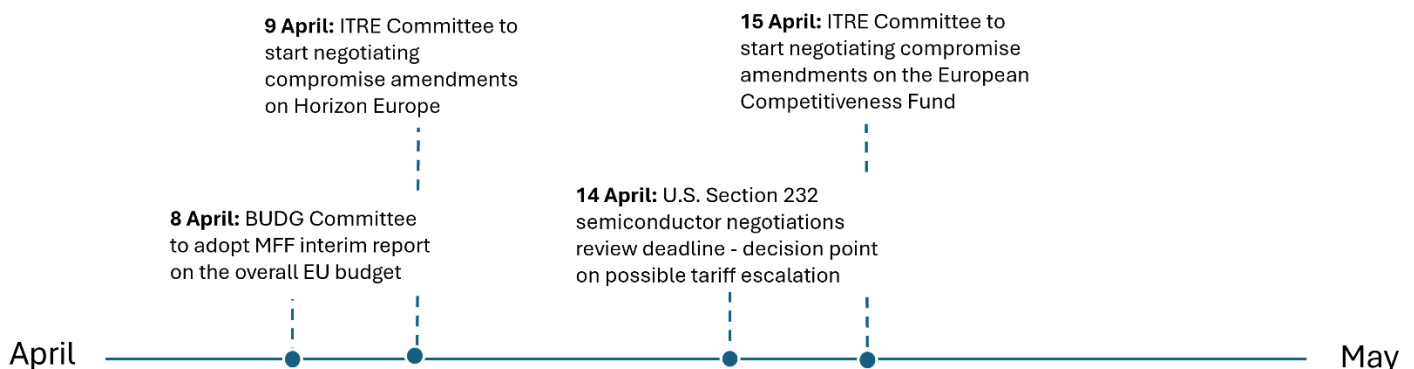 9 April: ITRE Committee to
start negotiating
compromise amendments
on Horizon Europe
15 April: ITRE Committee to
start negotiating compromise
amendments on the European
Competitiveness Fund
8 April: BUDG Committee
to adopt MFF interim report
on the overall EU budget
14 April: U.S. Section 232
semiconductor negotiations
review deadline - decision point
on possible tariff escalation
April
May